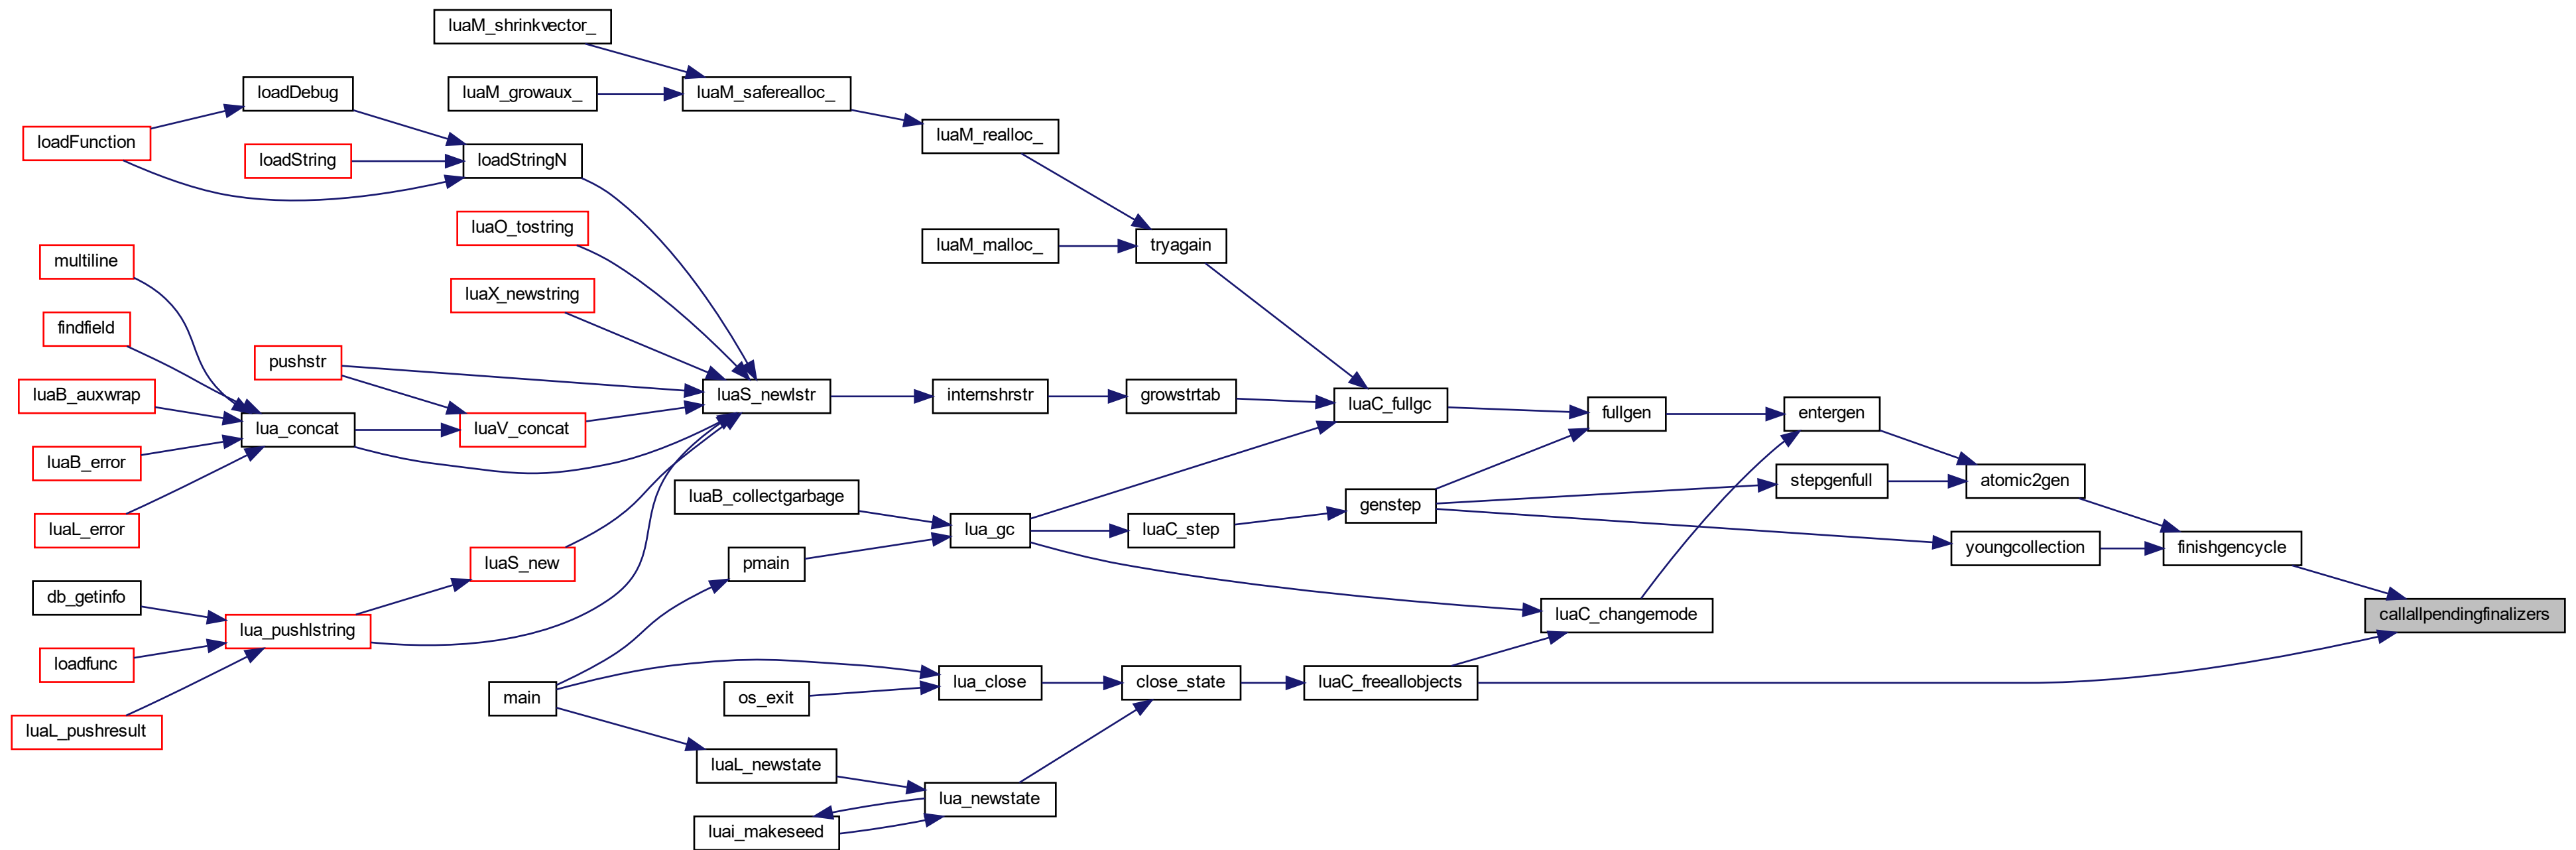 luaM_shrinkvector_
loadDebug
luaM_growaux_
luaM_saferealloc_
loadFunction
luaM_realloc_
loadString
loadStringN
luaO_tostring
luaM_malloc_
tryagain
multiline
luaX_newstring
findfield
pushstr
luaB_auxwrap
luaS_newlstr
internshrstr
growstrtab
luaC_fullgc
fullgen
entergen
lua_concat
luaV_concat
luaB_error
luaB_collectgarbage
genstep
stepgenfull
atomic2gen
luaL_error
lua_gc
luaC_step
luaS_new
pmain
youngcollection
finishgencycle
db_getinfo
lua_pushlstring
luaC_changemode
callallpendingfinalizers
loadfunc
main
os_exit
lua_close
close_state
luaC_freeallobjects
luaL_pushresult
luaL_newstate
lua_newstate
luai_makeseed